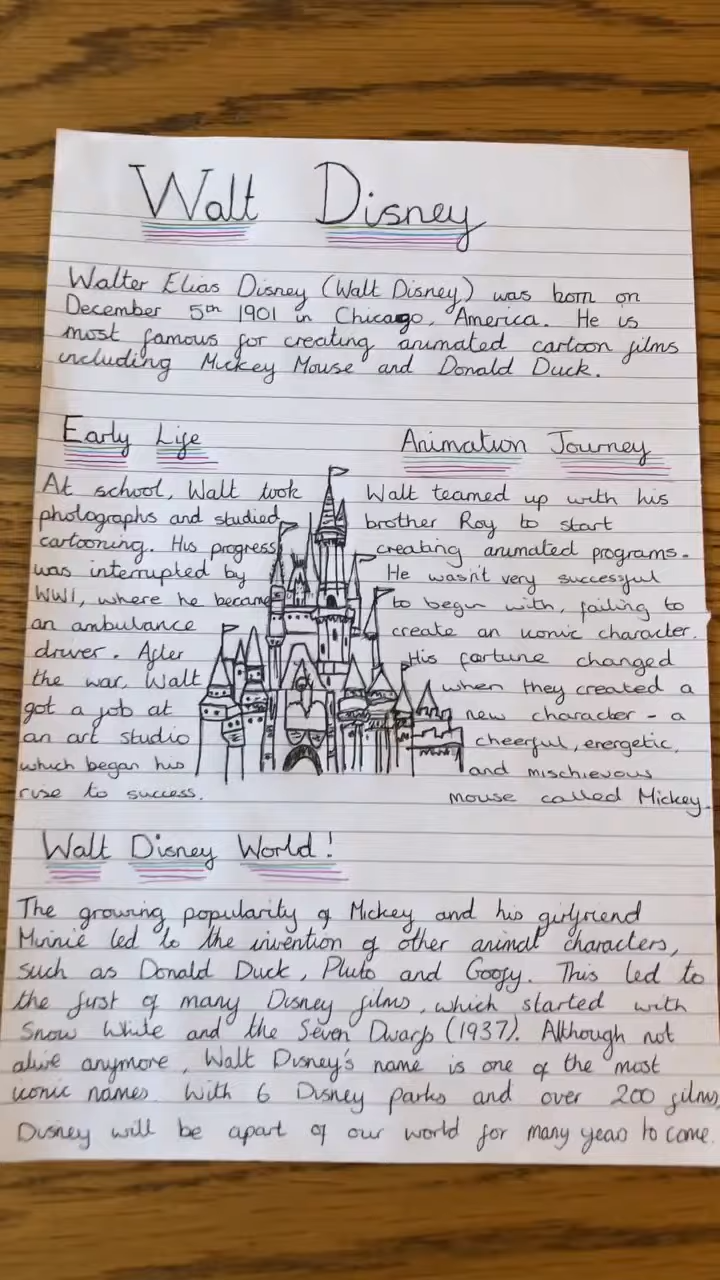 Walt Disney
Walter Elias Disney (Walt Disney) was born on
December 5th 1901 in Chicago, America. He is
most famous for creating animated cartoon films
including Mickey Mouse and Donald Duck.
Early Life
At school, Walt took
photographs and studied
cartooning. His progress
was interrupted by
WW1, where he became
an ambulance
driver. After
the war, Walt
got a job at
an art studio
which began his
rise to success.
Animation Journey
Walt teamed up with his
brother Roy to start
creating animated programs.
He wasn't very successful
to begin with, failing to
create an iconic character.
His fortune changed
when they created a
new character - a
cheerful, energetic,
and mischievous
mouse called Mickey.
Walt Disney World!
The growing popularity of Mickey and his girlfriend
Minnie led to the invention of other animal characters,
such as Donald Duck, Pluto and Goofy. This led to
the first of many Disney films, which started with
Snow White and the Seven Dwarfs (1937). Although not
alive anymore, Walt Disney's name is one of the most
iconic names. With 6 Disney parks and over 200 films
Disney will be apart of our world for many years to come.